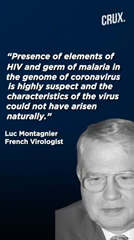 CRUX.
“Presence of elements of
HIV and germ of malaria in
the genome of coronavirus
is highly suspect and the
characteristics of the virus
could not have arisen
naturally.”
Luc Montagnier
French Virologist